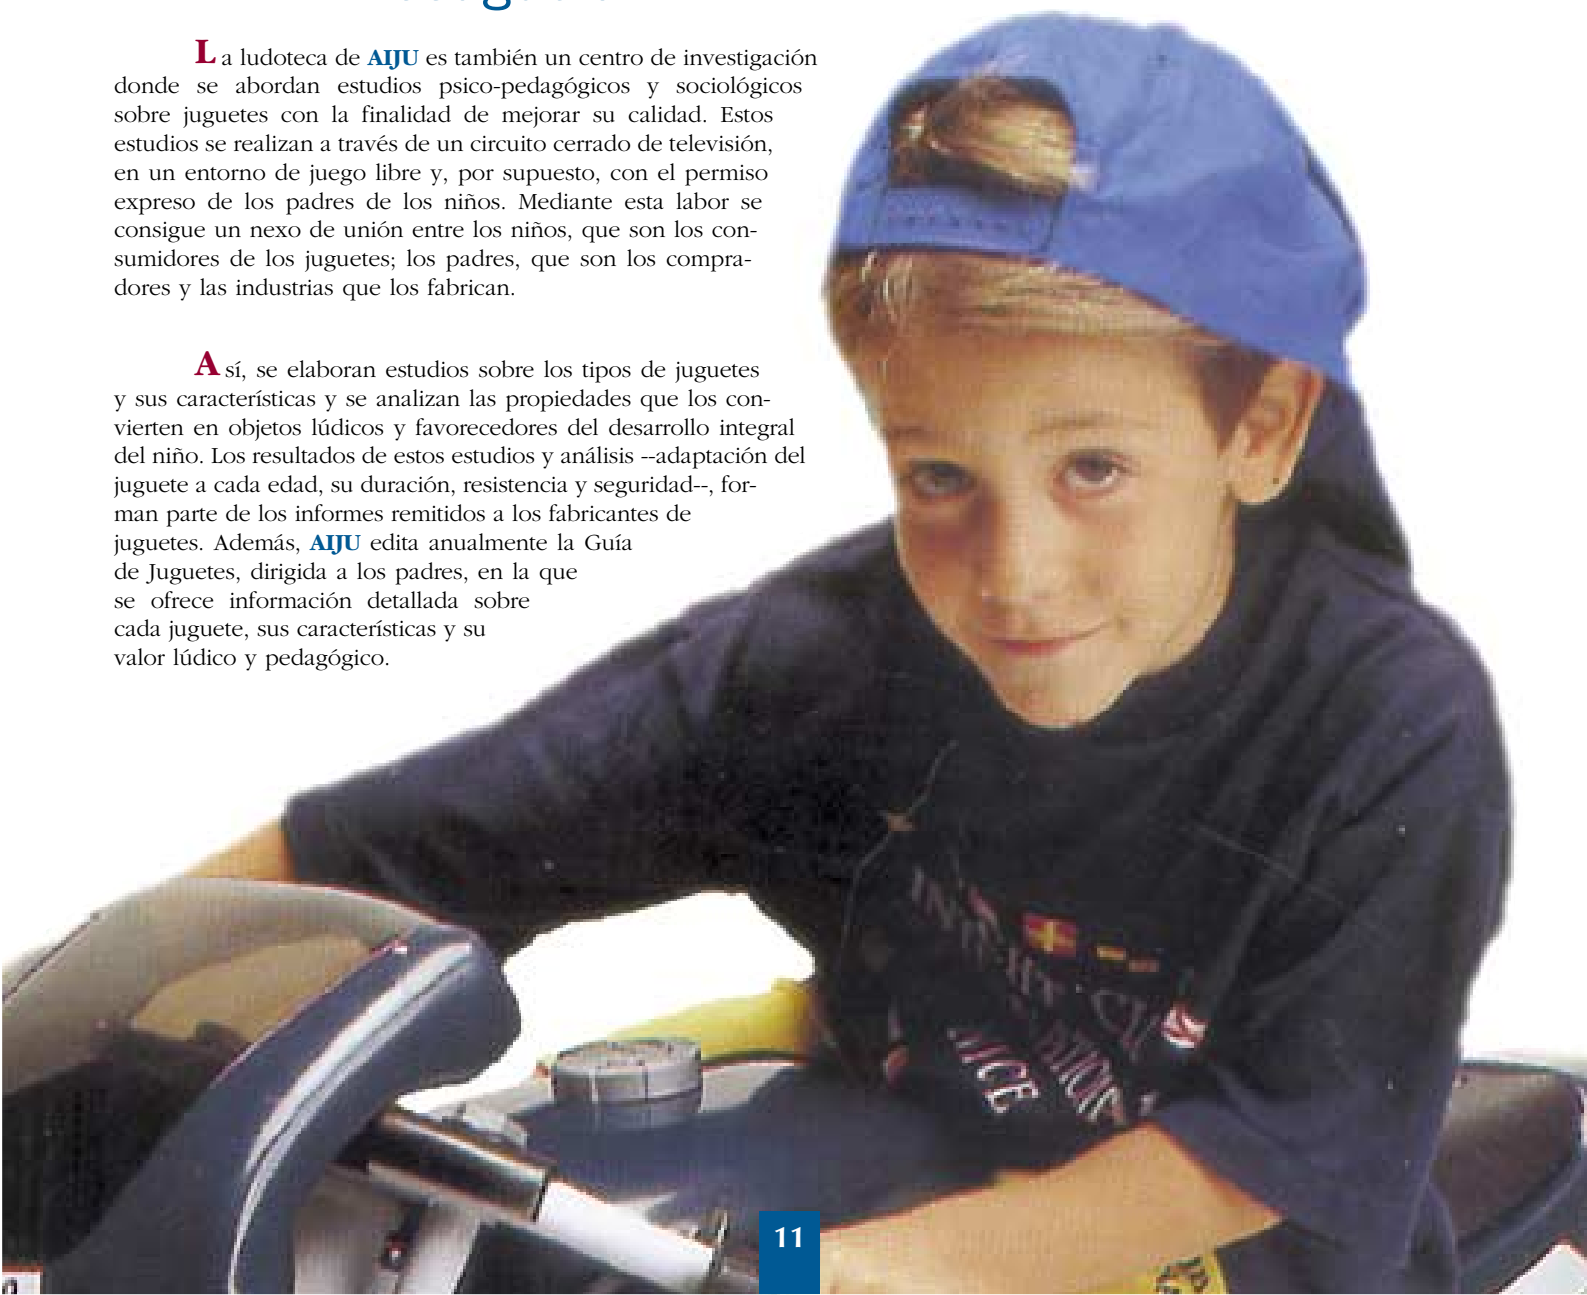 La ludoteca de AIJU es también un centro de investigación
donde se abordan estudios psico-pedagógicos y sociológicos
sobre juguetes con la finalidad de mejorar su calidad. Estos
estudios se realizan a través de un circuito cerrado de televisión,
en un entorno de juego libre y, por supuesto, con el permiso
expreso de los padres de los niños. Mediante esta labor se
consigue un nexo de unión entre los niños, que son los con-
sumidores de los juguetes; los padres, que son los compra-
dores y las industrias que los fabrican.
Así, se elaboran estudios sobre los tipos de juguetes
y sus características y se analizan las propiedades que los con-
vierten en objetos lúdicos y favorecedores del desarrollo integral
del niño. Los resultados de estos estudios y análisis --adaptación del
juguete a cada edad, su duración, resistencia y seguridad--, for-
man parte de los informes remitidos a los fabricantes de
juguetes. Además, AIJU edita anualmente la Guía
de Juguetes, dirigida a los padres, en la que
se ofrece información detallada sobre
cada juguete, sus características y su
valor lúdico y pedagógico.
11